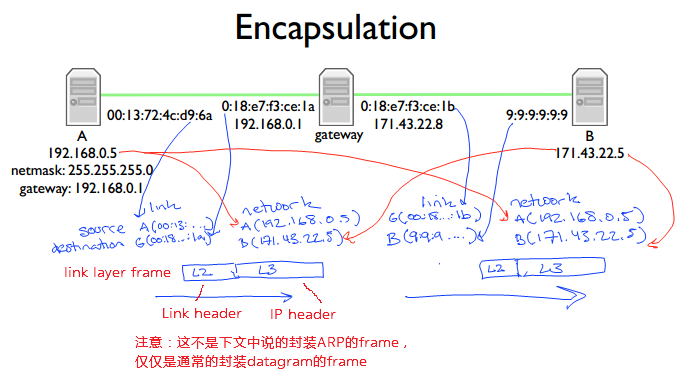 Encapsulation
00:13:72:4c:d9:6a
0:18:e7:f3:ce:1a
0:18:e7:f3:ce:1b
9:9:9:9:9:9
192.168.0.1
gateway
171.43.22.8
A
B
192.168.0.5
171.43.22.5
netmask: 255.255.255.0
gateway: 192.168.0.1
link
network
link
network
source
A(00:13:...)
A(192.168.0.5)
G(00:18...:1b)
A(192.168.0.5)
destination
G(00:18...:1a)
B(171.43.22.5)
B(9:9:9....)
B(171.43.22.5)
link layer frame
L2
L3
L2
L3
Link header
IP header
注意：这不是下文中说的封装ARP的frame，
仅仅是通常的封装datagram的frame